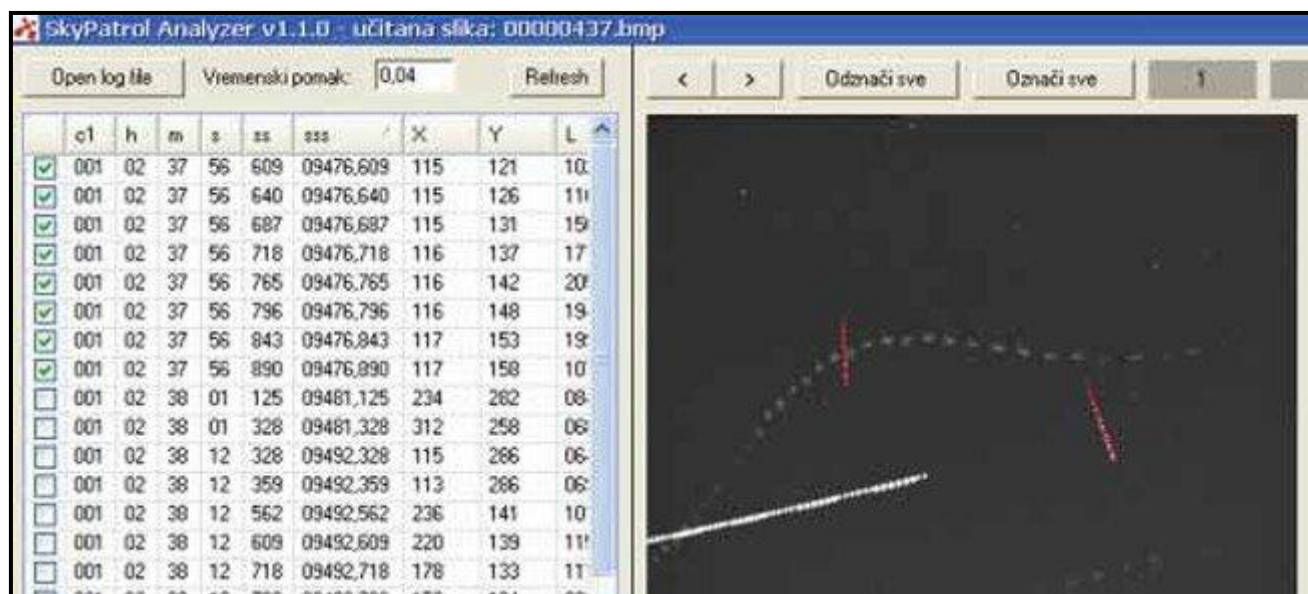 SkyPatrol Analyzer v1.1.0 - učitana slika: 00000437.bmp
Open log file Vremenski pomak: 0,04 Refresh < > Odznači sve Označi sve 1
c1 h m s ss sss X Y L
001 02 37 56 609 09476,609 115 121
001 02 37 56 640 09476,640 115 126
001 02 37 56 687 09476,687 115 131
001 02 37 56 718 09476,718 116 137
001 02 37 56 765 09476,765 116 142
001 02 37 56 796 09476,796 116 148
001 02 37 56 843 09476,843 117 153
001 02 37 56 890 09476,890 117 158
001 02 38 01 125 09481,125 234 282
001 02 38 01 328 09481,328 312 258
001 02 38 12 328 09492,328 115 286
001 02 38 12 359 09492,359 113 286
001 02 38 12 562 09492,562 236 141
001 02 38 12 609 09492,609 220 139
001 02 38 12 718 09492,718 178 133